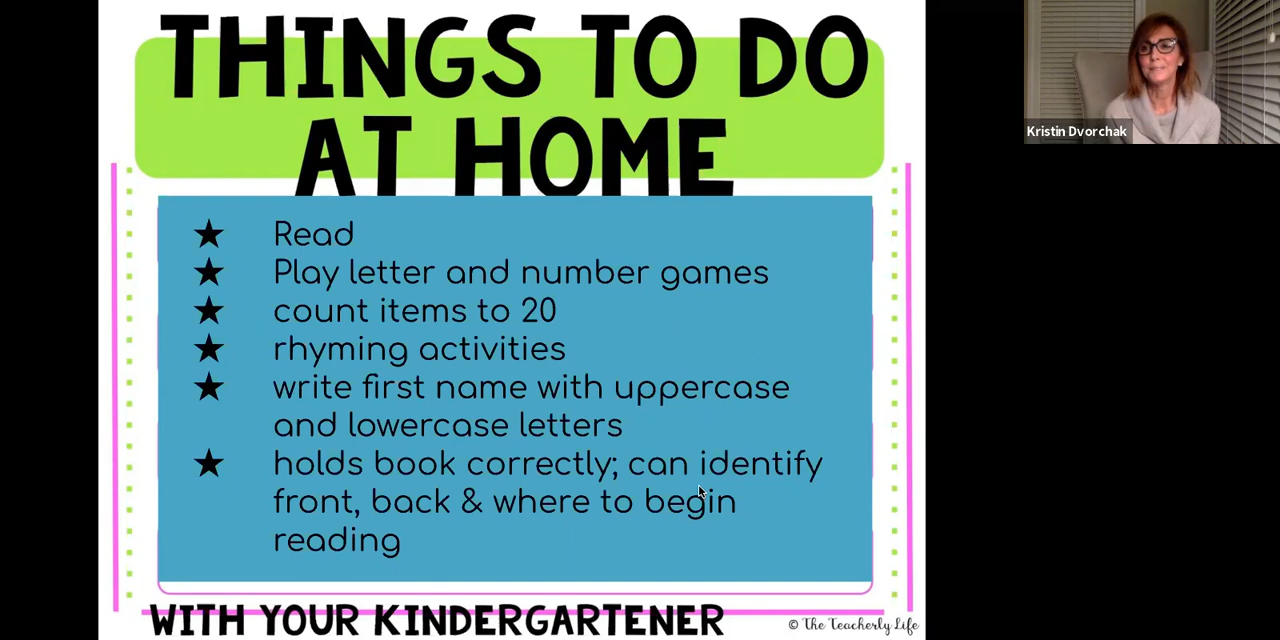 THINGS TO DO
AT HOME
Read
Play letter and number games
count items to 20
rhyming activities
write first name with uppercase
and lowercase letters
holds book correctly; can identify
front, back & where to begin
reading
WITH YOUR KINDERGARTENER
© The Teacherly Life
Kristin Dvorchak